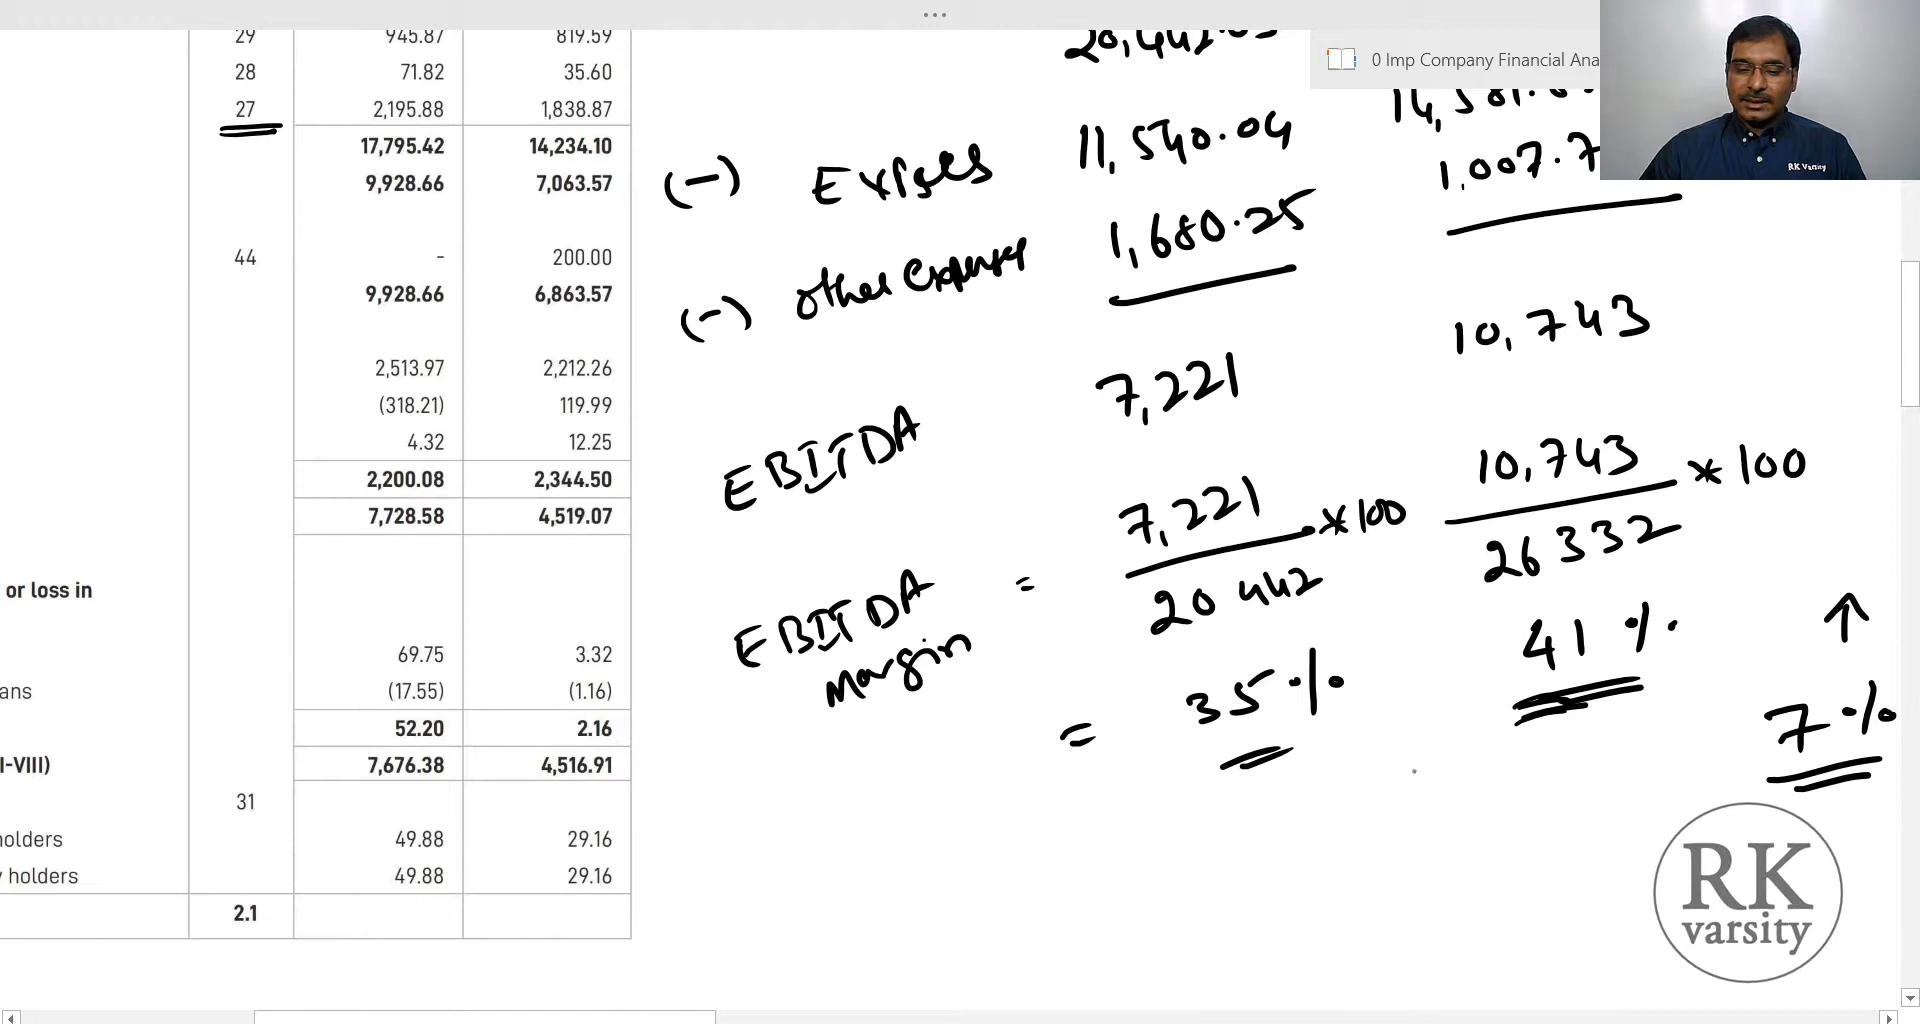 29 945.87 819.59
28 71.82 35.60
27 2,195.88 1,838.87
17,795.42 14,234.10
9,928.66 7,063.57
44 - 200.00
9,928.66 6,863.57
2,513.97 2,212.26
(318.21) 119.99
4.32 12.25
2,200.08 2,344.50
7,728.58 4,519.07
or loss in
69.75 3.32
ans (17.55) (1.16)
52.20 2.16
I-VIII) 7,676.38 4,516.91
31
holders 49.88 29.16
holders 49.88 29.16
2.1
0 Imp Company Financial Ana
RK Varsity
(-) 11,540.04
1,007.7
(-) other expenses 1,680.25
EBITDA 7,221 10,743
EBITDA margin = 7,221 * 100 10,743 * 100
20 442 26 332
= 35% 41% ↑ 7%
RK
varsity